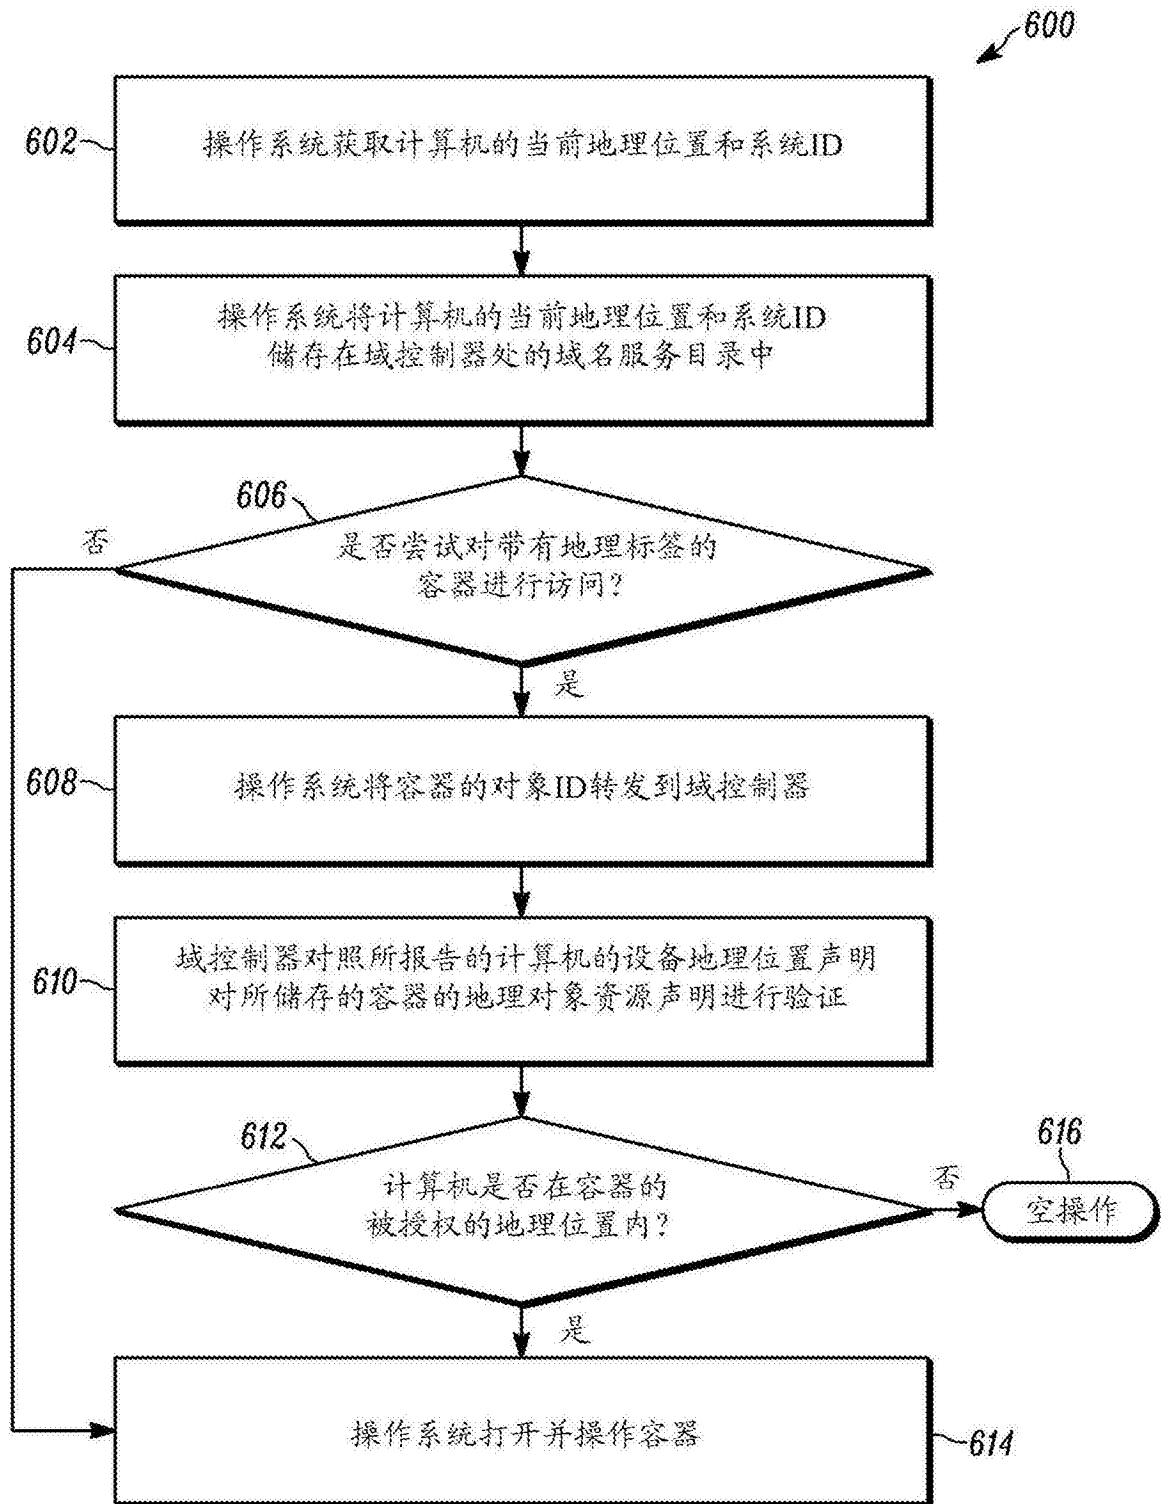 600
602
操作系统获取计算机的当前地理位置和系统ID
604
操作系统将计算机的当前地理位置和系统ID
储存在域控制器处的域名服务目录中
606
否
是否尝试对带有地理标签的
容器进行访问?
是
608
操作系统将容器的对象ID转发到域控制器
610
域控制器对照所报告的计算机的设备地理位置声明
对所储存的容器的地理对象资源声明进行验证
612
计算机是否在容器的
被授权的地理位置内?
否
616
空操作
是
操作系统打开并操作容器
614